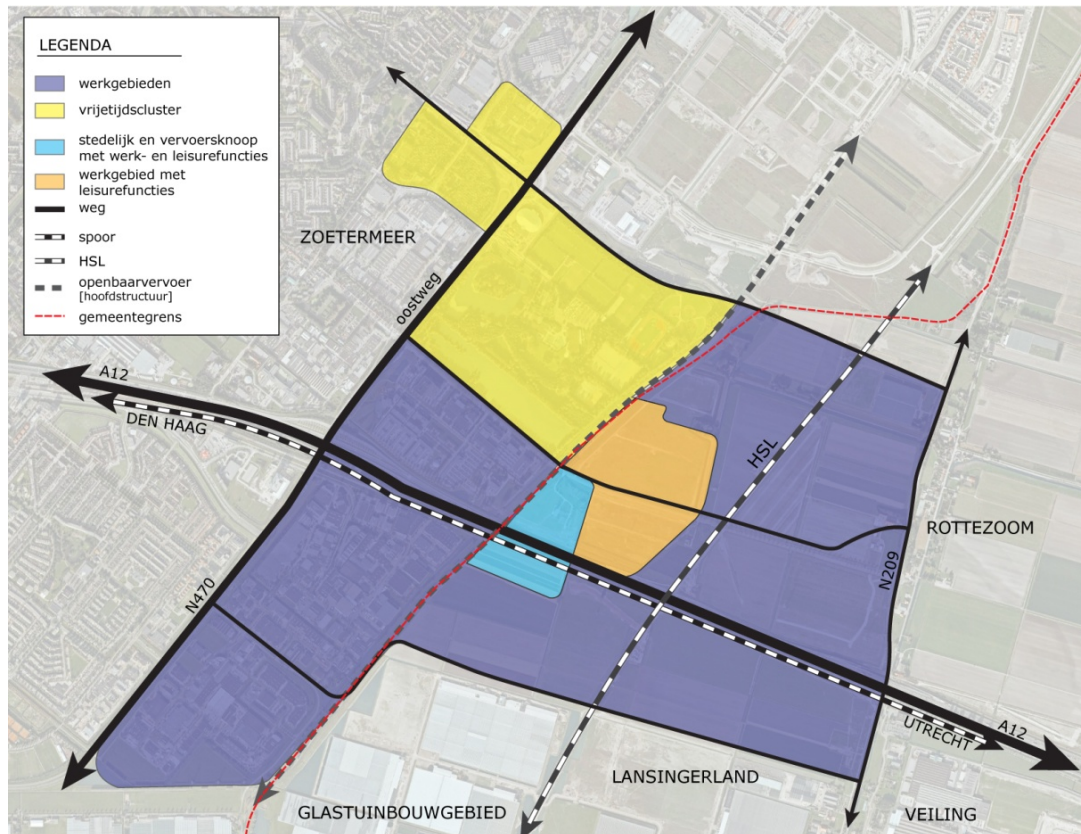 LEGENDA
werkgebieden
vrijetijdscluster
stedelijk en vervoersknoop
met werk- en leisurefuncties
werkgebied met
leisurefuncties
weg
spoor
HSL
openbaarvervoer
[hoofdstructuur]
gemeentegrens
ZOETERMEER
oostweg
A12
DEN HAAG
HSL
ROTTEZOOM
N209
N470
A12
UTRECHT
LANSINGERLAND
GLASTUINBOUWGEBIED
VEILING